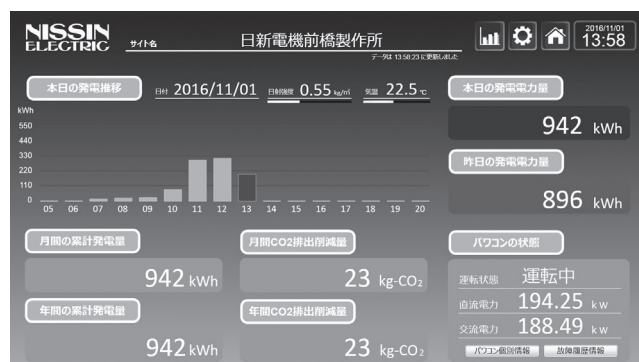 NISSIN
ELECTRIC
サイト名 日新電機前橋製作所
データは 13:58:23 に更新しました
2016/11/01
13:58
本日の発電推移
日付 2016/11/01 日射強度 0.55 kg/㎡ 気温 22.5 ℃
kWh
550
440
330
220
110
0
05 06 07 08 09 10 11 12 13 14 15 16 17 18 19 20
本日の発電電力量
942 kWh
昨日の発電電力量
896 kWh
月間の累計発電量
942 kWh
月間CO2排出削減量
23 kg-CO₂
年間の累計発電量
942 kWh
年間CO2排出削減量
23 kg-CO₂
パワコンの状態
運転状態 運転中
直流電力 194.25 kw
交流電力 188.49 kw
パワコン個別情報 故障履歴情報